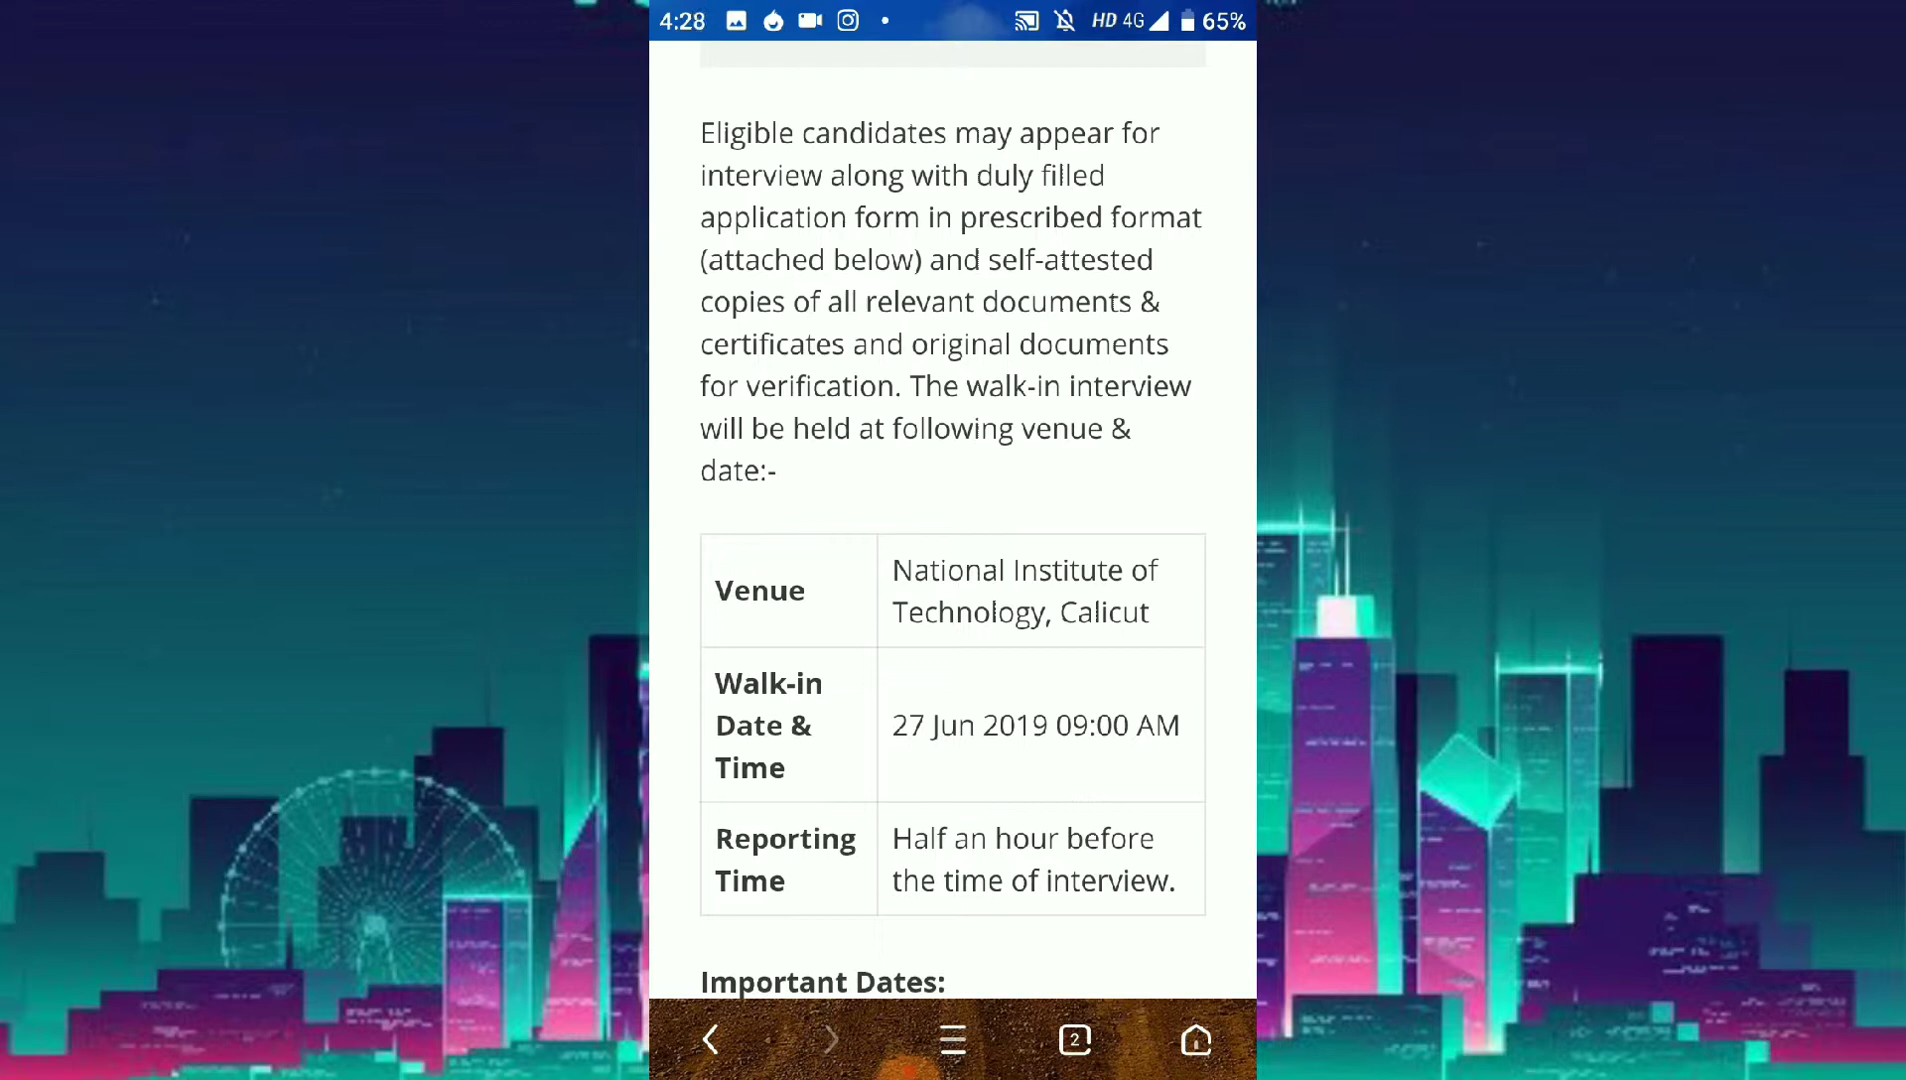 4:28 HD 4G 65%
Eligible candidates may appear for
interview along with duly filled
application form in prescribed format
(attached below) and self-attested
copies of all relevant documents &
certificates and original documents
for verification. The walk-in interview
will be held at following venue &
date:-
Venue
National Institute of
Technology, Calicut
Walk-in
Date &
Time
27 Jun 2019 09:00 AM
Reporting
Time
Half an hour before
the time of interview.
Important Dates:
2